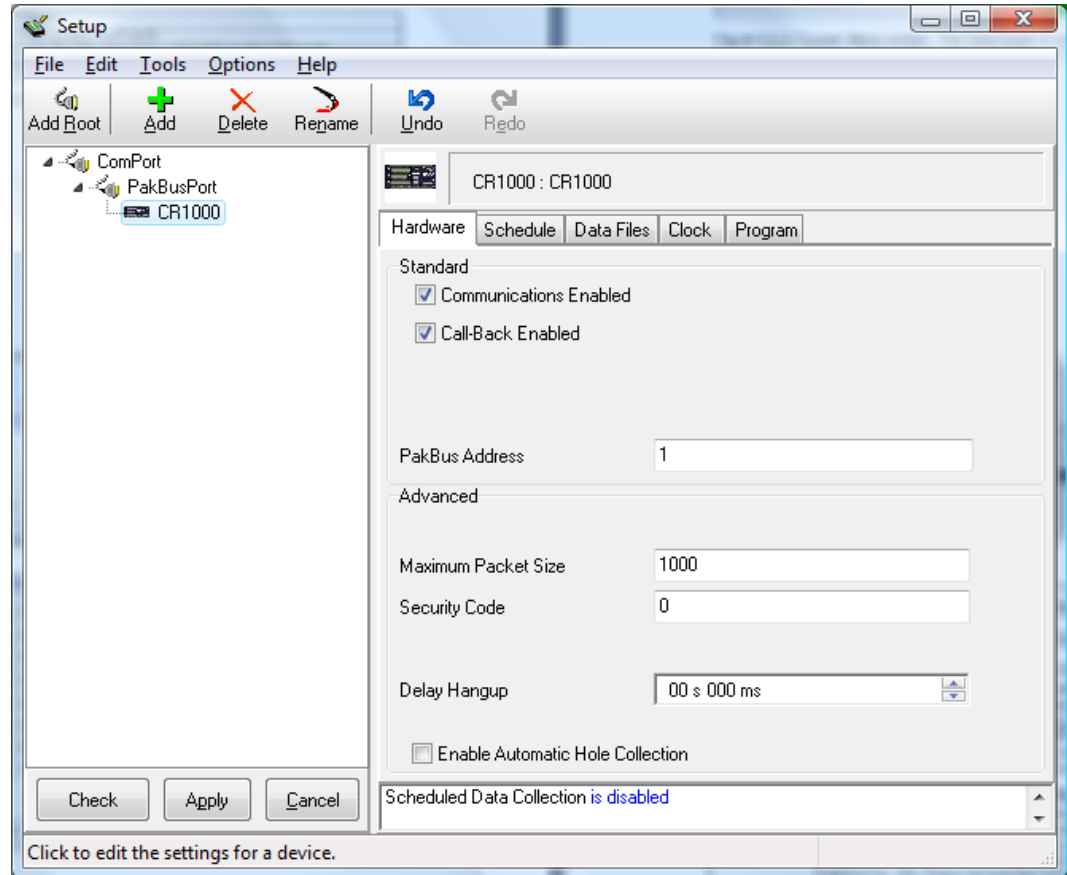 Setup
File Edit Tools Options Help
Add Root Add Delete Rename Undo Redo
ComPort
PakBusPort
CR1000
CR1000 : CR1000
Hardware Schedule Data Files Clock Program
Standard
Communications Enabled
Call-Back Enabled
PakBus Address 1
Advanced
Maximum Packet Size 1000
Security Code 0
Delay Hangup 00 s 000 ms
Enable Automatic Hole Collection
Check Apply Cancel
Scheduled Data Collection is disabled
Click to edit the settings for a device.